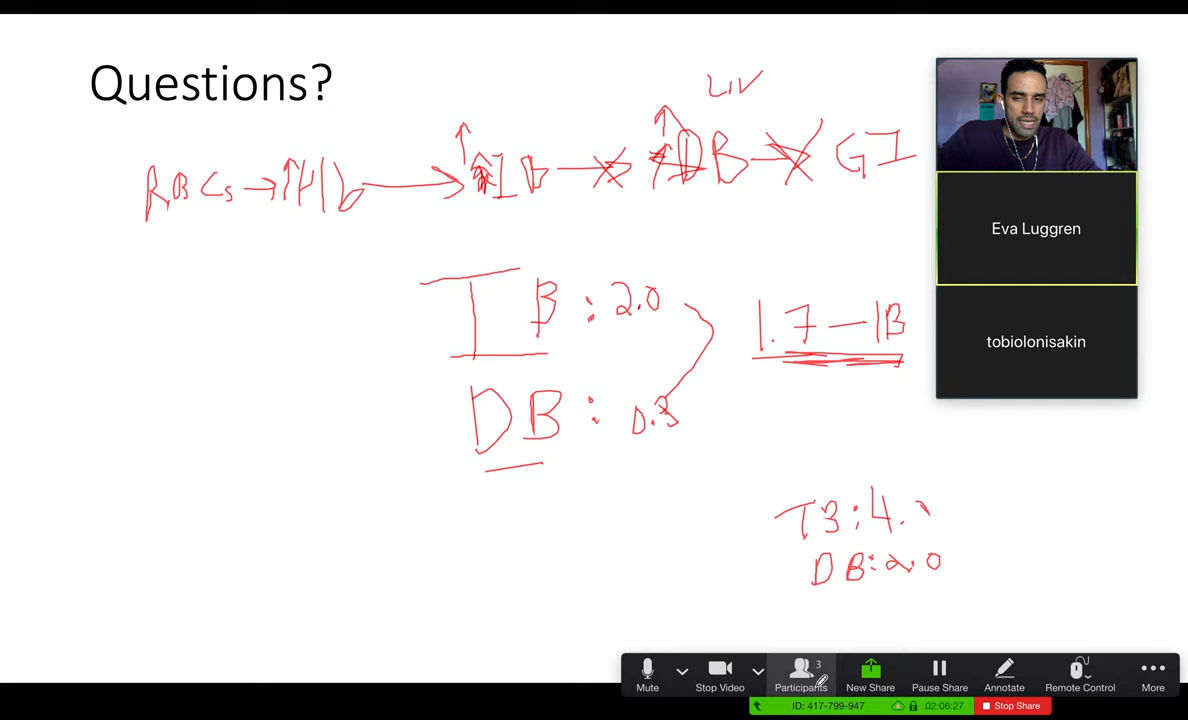 Questions?
LIV
RBCs → ↑Hb → ↑IB → ↑DB → GI
TB : 2.0
1.7 — IB
DB : 0.3
TB : 4.
DB : 2.0
Eva Luggren
tobiolonisakin
3
Mute
Stop Video
Participants
New Share
Pause Share
Annotate
Remote Control
More
ID: 417-799-947
02:06:27
Stop Share